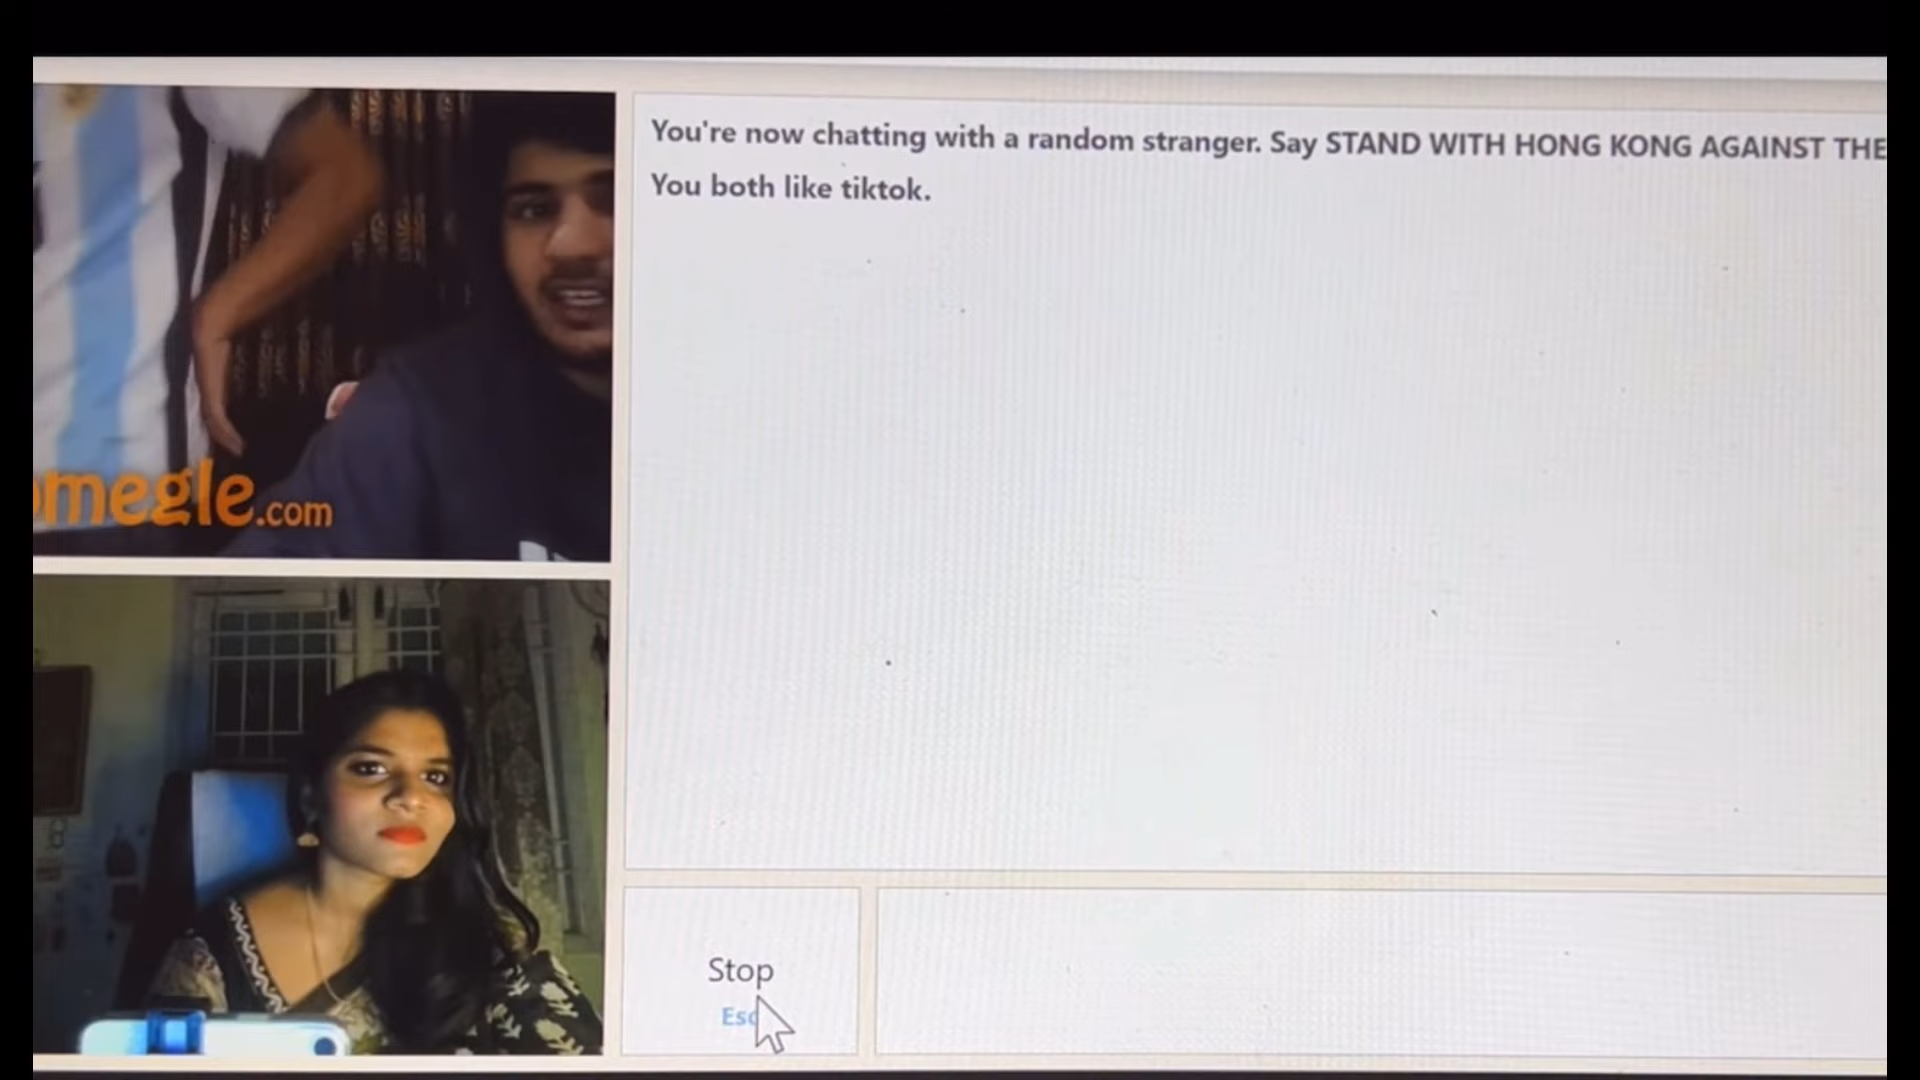 You're now chatting with a random stranger. Say STAND WITH HONG KONG AGAINST THE
You both like tiktok.
omegle.com
Stop
Esc